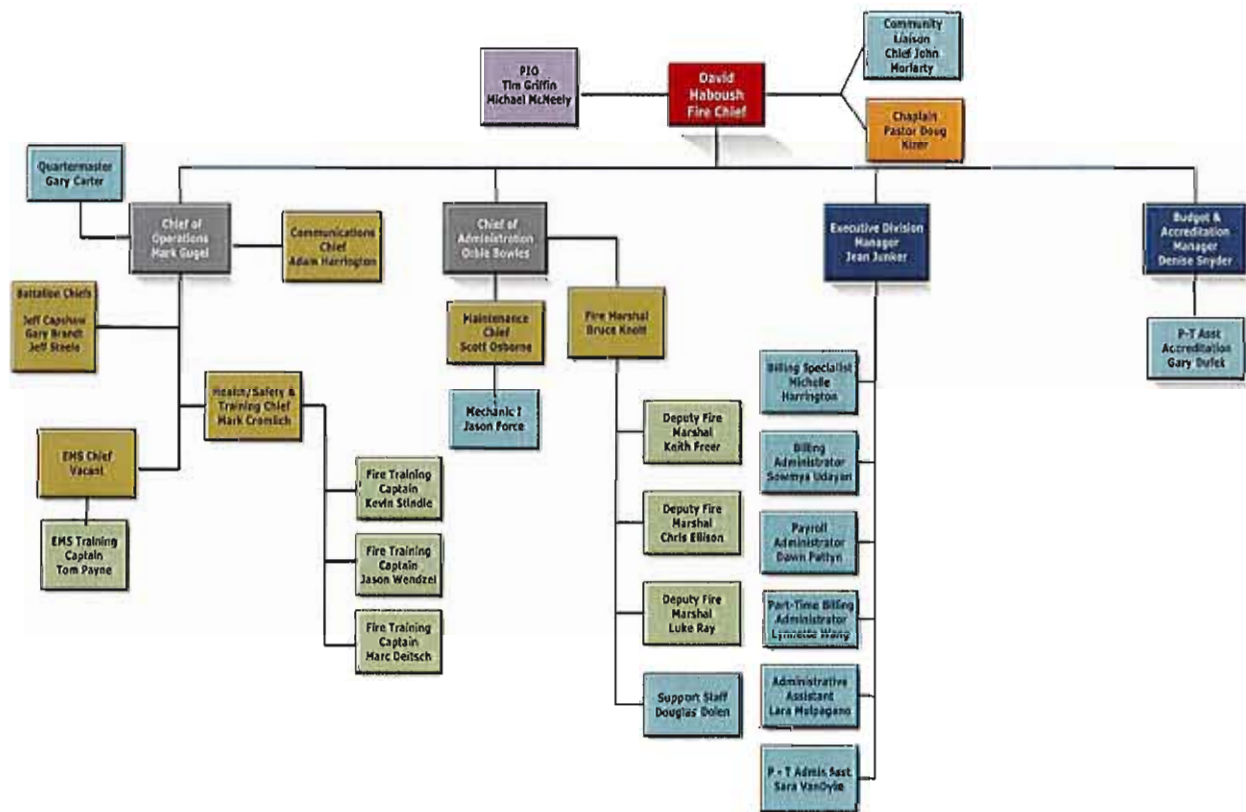 Community
Liaison
Chief John
Moriarty
PIO
Tim Griffin
Michael McNeely
David
Haboush
Fire Chief
Chaplain
Pastor Doug
Kizer
Quartermaster
Gary Carter
Chief of
Operations
Mark Gugel
Communications
Chief
Adam Harrington
Chief of
Administration
Orbie Bowles
Executive Division
Manager
Jean Junker
Budget &
Accreditation
Manager
Denise Snyder
Battalion Chiefs
Jeff Capshaw
Gary Brandt
Jeff Steele
Maintenance
Chief
Scott Osborne
Fire Marshal
Bruce Knott
P-T Asst
Accreditation
Gary Dufek
Health/Safety &
Training Chief
Mark Cromlich
Mechanic I
Jason Force
Billing Specialist
Michelle
Harrington
Deputy Fire
Marshal
Keith Freer
EMS Chief
Vacant
Fire Training
Captain
Kevin Stindle
Billing
Administrator
Sowmya Udayan
EMS Training
Captain
Tom Payne
Deputy Fire
Marshal
Chris Ellison
Payroll
Administrator
Dawn Pattyn
Fire Training
Captain
Jason Wendzel
Deputy Fire
Marshal
Luke Ray
Part-Time Billing
Administrator
Lynnette Wang
Fire Training
Captain
Marc Deitsch
Support Staff
Douglas Dolen
Administrative
Assistant
Lara Mulpagano
P - T Admin
Sara VanDyke